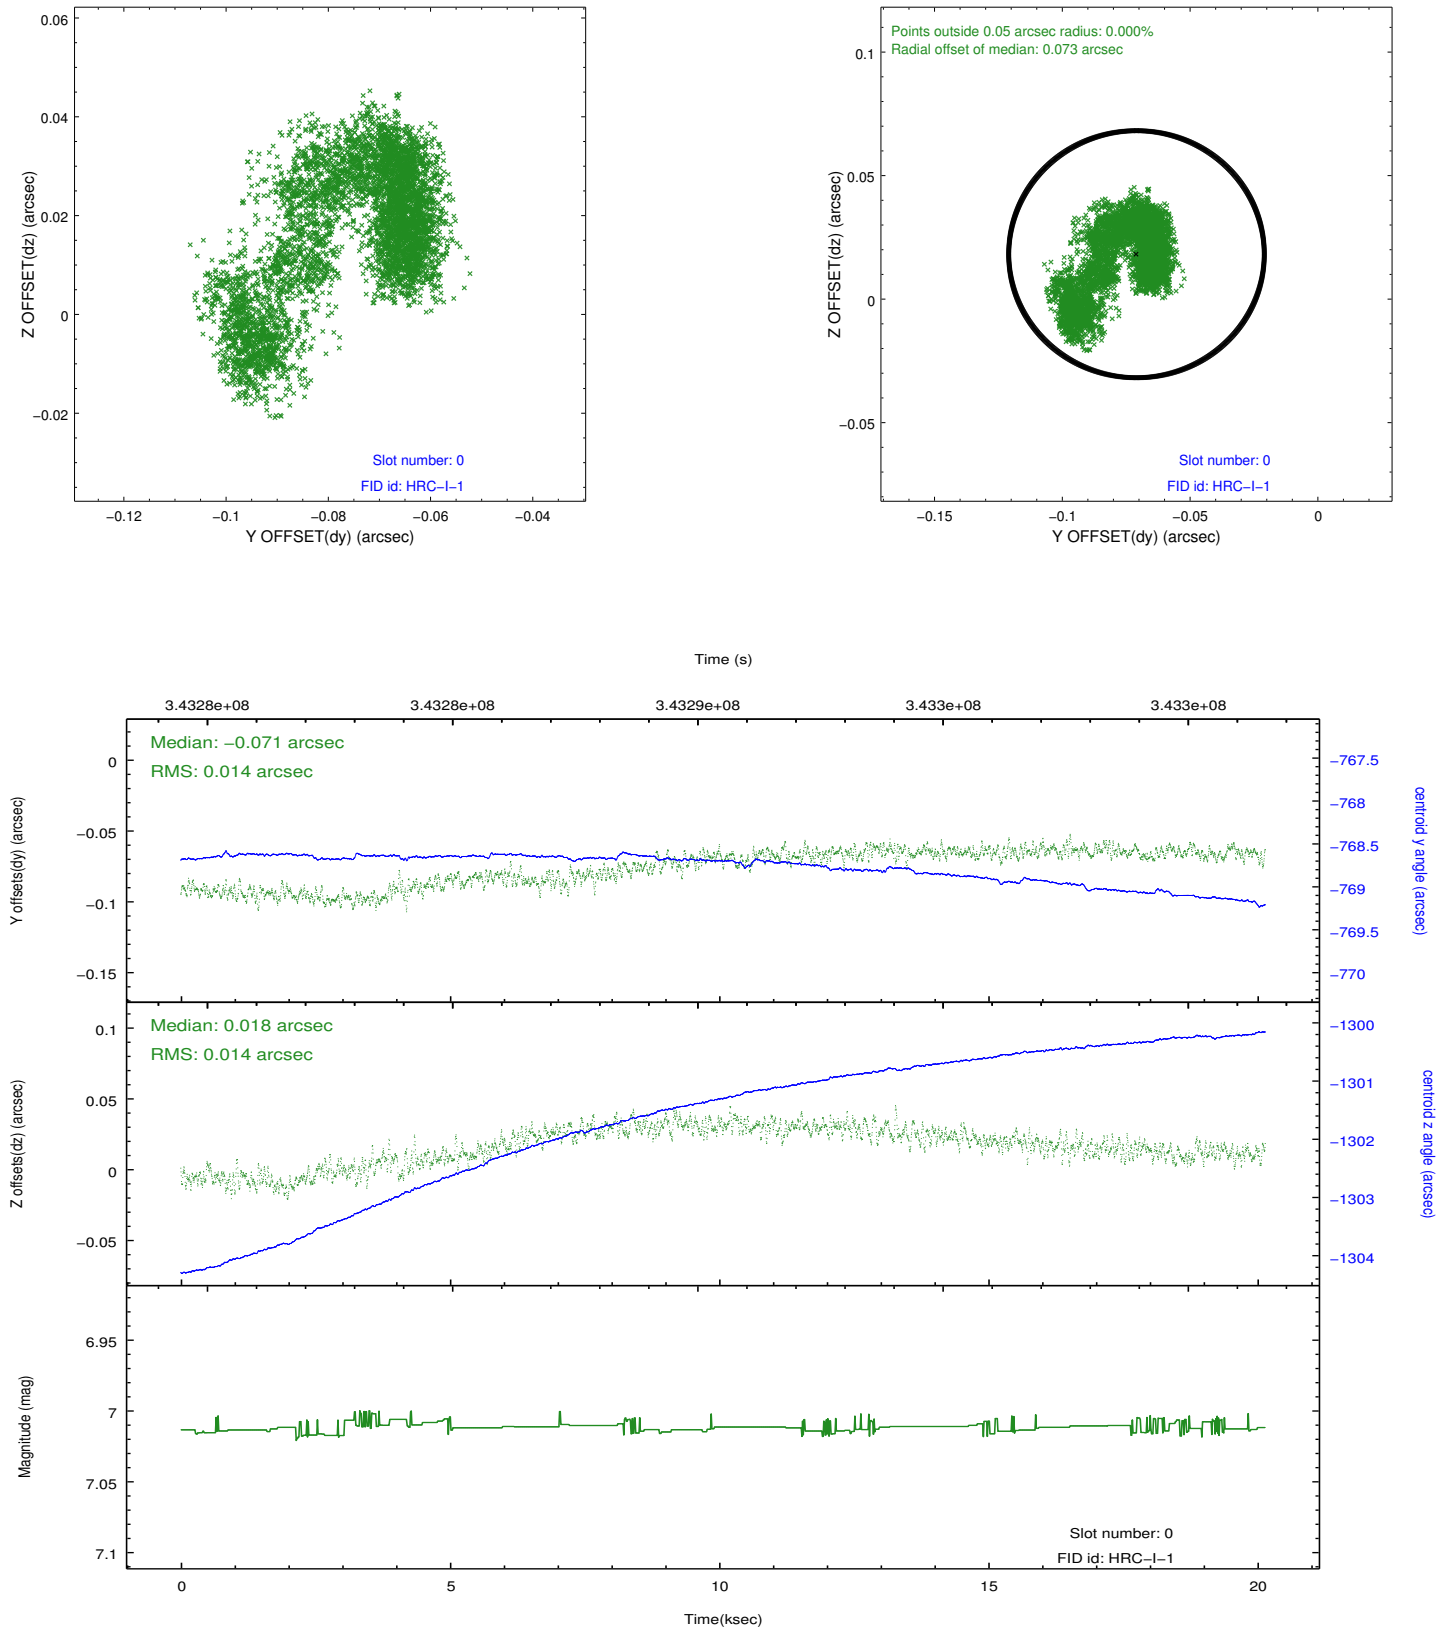 0.06
0.04
0.02
0
−0.02
Z OFFSET(dz) (arcsec)
Slot number: 0
FID id: HRC−I−1
−0.12 −0.1 −0.08 −0.06 −0.04
Y OFFSET(dy) (arcsec)
Points outside 0.05 arcsec radius: 0.000%
Radial offset of median: 0.073 arcsec
0.1
0.05
0
−0.05
Z OFFSET(dz) (arcsec)
Slot number: 0
FID id: HRC−I−1
−0.15 −0.1 −0.05 0
Y OFFSET(dy) (arcsec)
Time (s)
3.4328e+08 3.4328e+08 3.4329e+08 3.433e+08 3.433e+08
Median: −0.071 arcsec
RMS: 0.014 arcsec
0
−0.05
−0.1
−0.15
Y offsets(dy) (arcsec)
−767.5
−768
−768.5
−769
−769.5
−770
centroid y angle (arcsec)
Median: 0.018 arcsec
RMS: 0.014 arcsec
0.1
0.05
0
−0.05
Z offsets(dz) (arcsec)
−1300
−1301
−1302
−1303
−1304
centroid z angle (arcsec)
6.95
7
7.05
7.1
Magnitude (mag)
Slot number: 0
FID id: HRC−I−1
0 5 10 15 20
Time(ksec)